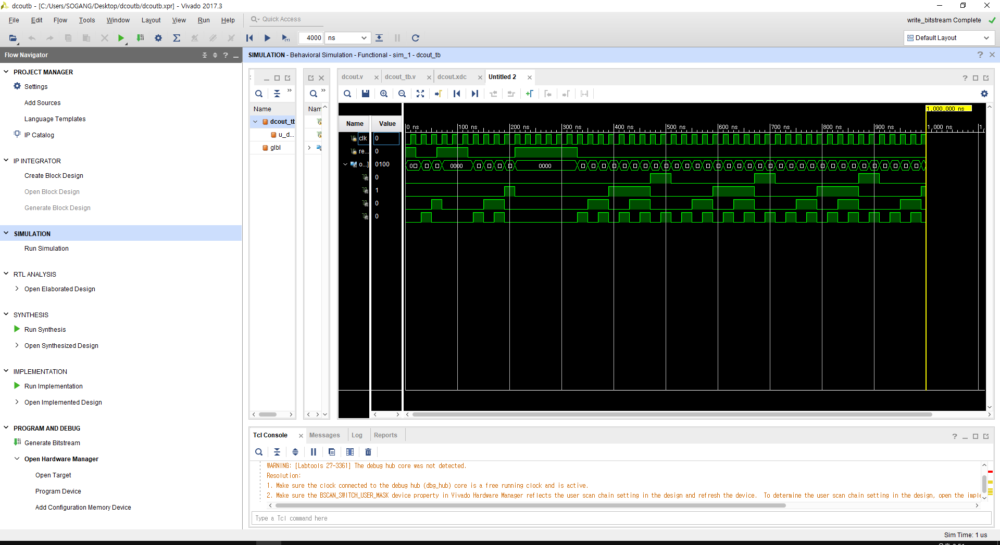 dcoutb - [C:/Users/SOGANG/Desktop/dcoutb/dcoutb.xpr] - Vivado 2017.3
File Edit Flow Tools Window Layout View Run Help Quick Access
write_bitstream Complete
4000 ns
Default Layout
Flow Navigator
PROJECT MANAGER
Settings
Add Sources
Language Templates
IP Catalog
IP INTEGRATOR
Create Block Design
Open Block Design
Generate Block Design
SIMULATION
Run Simulation
RTL ANALYSIS
Open Elaborated Design
SYNTHESIS
Run Synthesis
Open Synthesized Design
IMPLEMENTATION
Run Implementation
Open Implemented Design
PROGRAM AND DEBUG
Generate Bitstream
Open Hardware Manager
Open Target
Program Device
Add Configuration Memory Device
SIMULATION - Behavioral Simulation - Functional - sim_1 - dcout_tb
Name
dcout_tb
u_d...
glbl
Nam
dcout.v dcout_tb.v dcout.xdc Untitled 2
Name Value
1,000,000 ns
0 ns 100 ns 200 ns 300 ns 400 ns 500 ns 600 ns 700 ns 800 ns 900 ns 1,000 ns 1,
clk 0
re... 0
o...] 0100 0 0000 0000
0
1
0
0
Tcl Console Messages Log Reports
WARNING: [Labtools 27-3361] The debug hub core was not detected.
Resolution:
1. Make sure the clock connected to the debug hub (dbg_hub) core is a free running clock and is active.
2. Make sure the BSCAN_SWITCH_USER_MASK device property in Vivado Hardware Manager reflects the user scan chain setting in the design and refresh the device.  To determine the user scan chain setting in the design, open the imple
Type a Tcl command here
Sim Time: 1 us